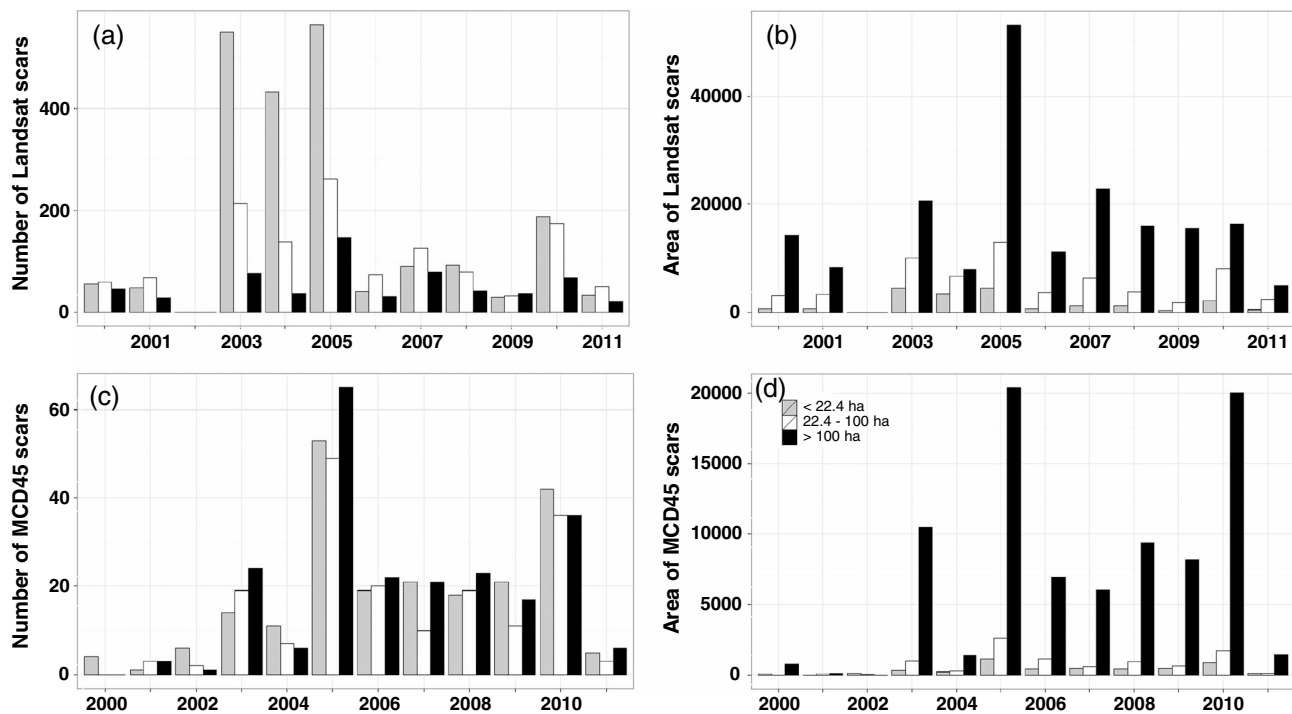 (a)
Number of Landsat scars
400
200
0
2001 2003 2005 2007 2009 2011
(b)
Area of Landsat scars
40000
20000
0
2001 2003 2005 2007 2009 2011
(c)
Number of MCD45 scars
60
40
20
0
2000 2002 2004 2006 2008 2010
(d)
Area of MCD45 scars
20000
15000
10000
5000
0
< 22.4 ha
22.4 - 100 ha
> 100 ha
2000 2002 2004 2006 2008 2010